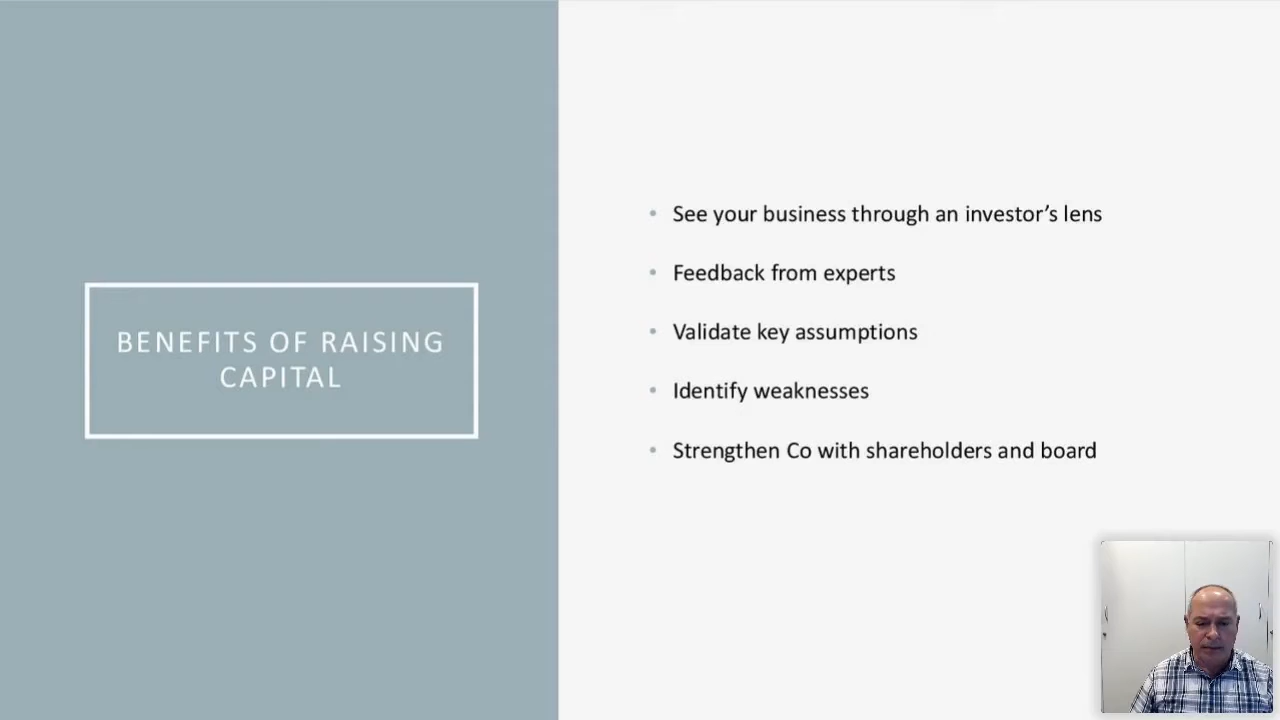 BENEFITS OF RAISING
CAPITAL
• See your business through an investor’s lens
• Feedback from experts
• Validate key assumptions
• Identify weaknesses
• Strengthen Co with shareholders and board